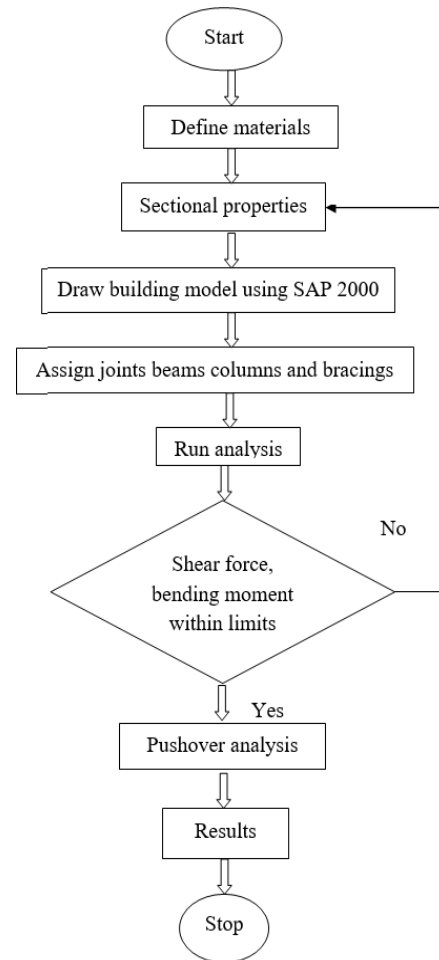 Start
Define materials
Sectional properties
Draw building model using SAP 2000
Assign joints beams columns and bracings
Run analysis
No
Shear force,
bending moment
within limits
Yes
Pushover analysis
Results
Stop